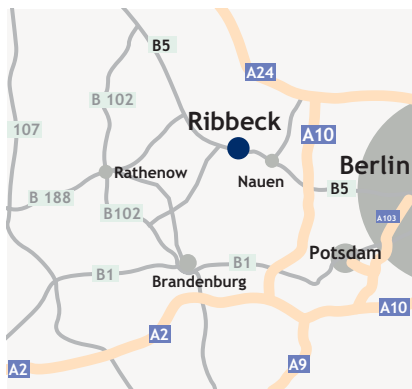 B5
A24
B 102
107
Ribbeck
A10
Rathenow
Nauen
Berlin
B 188
B5
B102
A103
B1
B1
Potsdam
Brandenburg
A10
A2
A9
A2